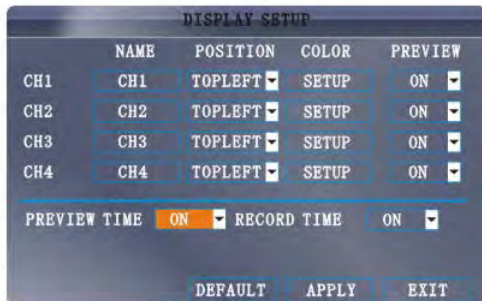 DISPLAY SETUP
NAME POSITION COLOR PREVIEW
CH1 CH1 TOPLEFT SETUP ON
CH2 CH2 TOPLEFT SETUP ON
CH3 CH3 TOPLEFT SETUP ON
CH4 CH4 TOPLEFT SETUP ON
PREVIEW TIME ON RECORD TIME ON
DEFAULT APPLY EXIT